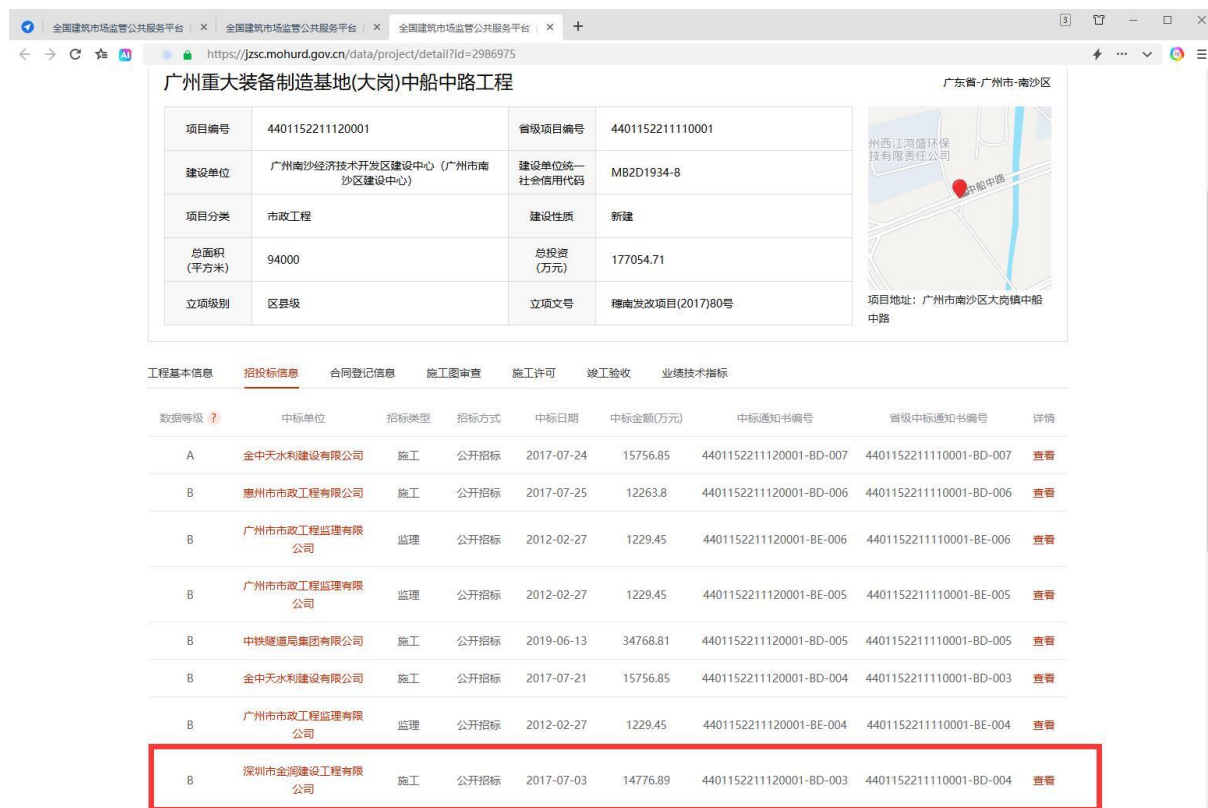 全国建筑市场监管公共服务平台（ 全国建筑市场监管公共服务平台（ 全国建筑市场监管公共服务平台（ 3
AI https://jzsc.mohurd.gov.cn/data/project/detail?id=2986975
广州重大装备制造基地(大岗)中船中路工程
广东省-广州市-南沙区
项目编号 4401152211120001 省级项目编号 4401152211110001
建设单位 广州南沙经济技术开发区建设中心（广州市南
沙区建设中心） 建设单位统一
社会信用代码 MB2D1934-8
项目分类 市政工程 建设性质 新建
总面积
(平方米) 94000 总投资
(万元) 177054.71
立项级别 区县级 立项文号 穗南发改项目(2017)80号
州西江鸿盛环保
技有限责任公司
中船中路
项目地址：广州市南沙区大岗镇中船
中路
工程基本信息 招投标信息 合同登记信息 施工图审查 施工许可 竣工验收 业绩技术指标
数据等级 ? 中标单位 招标类型 招标方式 中标日期 中标金额(万元) 中标通知书编号 省级中标通知书编号 详情
A 金中天水利建设有限公司 施工 公开招标 2017-07-24 15756.85 4401152211120001-BD-007 4401152211110001-BD-007 查看
B 惠州市市政工程有限公司 施工 公开招标 2017-07-25 12263.8 4401152211120001-BD-006 4401152211110001-BD-006 查看
B 广州市市政工程监理有限
公司 监理 公开招标 2012-02-27 1229.45 4401152211120001-BE-006 4401152211110001-BE-006 查看
B 广州市市政工程监理有限
公司 监理 公开招标 2012-02-27 1229.45 4401152211120001-BE-005 4401152211110001-BE-005 查看
B 中铁隧道局集团有限公司 施工 公开招标 2019-06-13 34768.81 4401152211120001-BD-005 4401152211110001-BD-005 查看
B 金中天水利建设有限公司 施工 公开招标 2017-07-21 15756.85 4401152211120001-BD-004 4401152211110001-BD-003 查看
B 广州市市政工程监理有限
公司 监理 公开招标 2012-02-27 1229.45 4401152211120001-BE-004 4401152211110001-BE-004 查看
B 深圳市金润建设工程有限
公司 施工 公开招标 2017-07-03 14776.89 4401152211120001-BD-003 4401152211110001-BD-004 查看